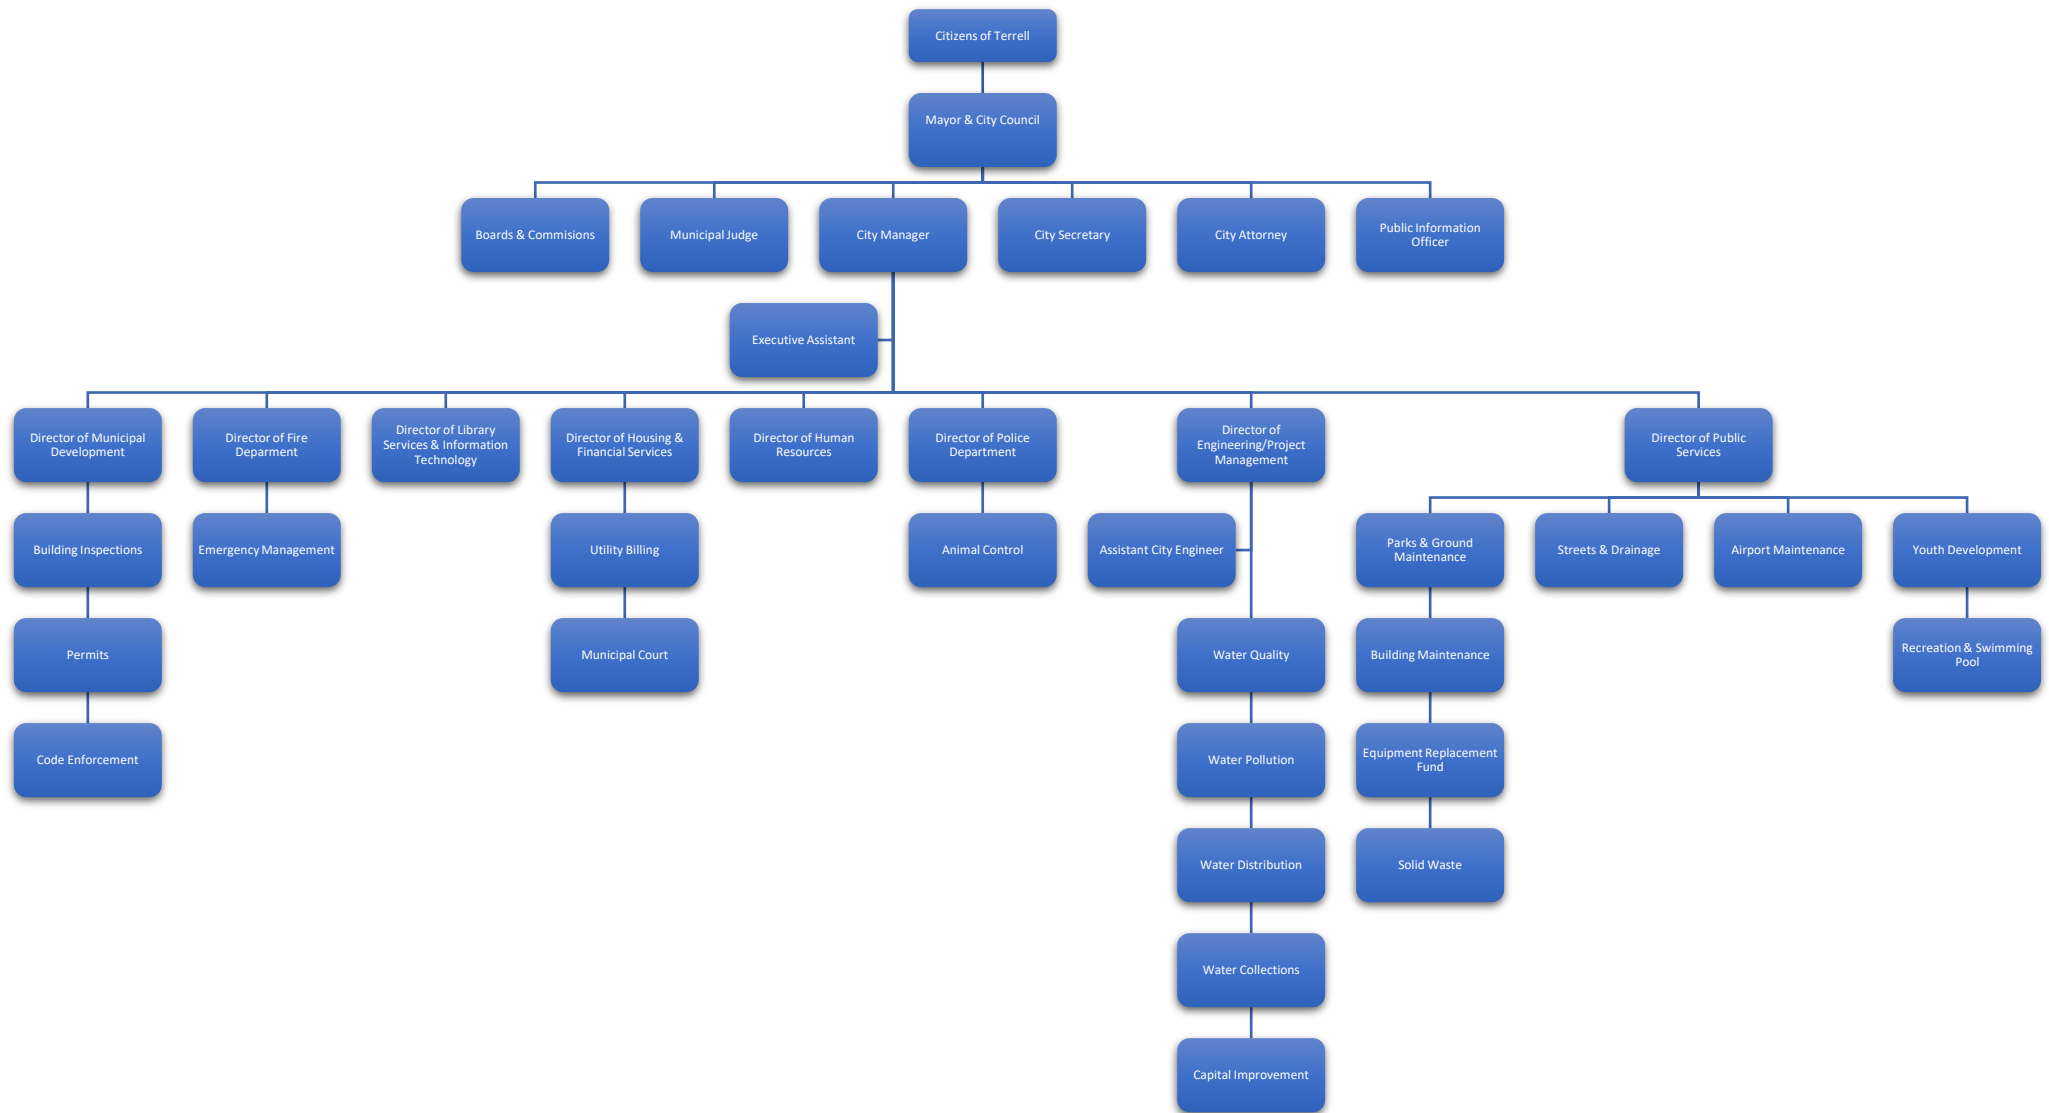 Citizens of Terrell
Mayor & City Council
Boards & Commisions
Municipal Judge
City Manager
City Secretary
City Attorney
Public Information
Officer
Executive Assistant
Director of Municipal
Development
Director of Fire
Deparment
Director of Library
Services & Information
Technology
Director of Housing &
Financial Services
Director of Human
Resources
Director of Police
Department
Director of
Engineering/Project
Management
Director of Public
Services
Building Inspections
Emergency Management
Utility Billing
Animal Control
Assistant City Engineer
Parks & Ground
Maintenance
Streets & Drainage
Airport Maintenance
Youth Development
Permits
Municipal Court
Water Quality
Building Maintenance
Recreation & Swimming
Pool
Code Enforcement
Water Pollution
Equipment Replacement
Fund
Water Distribution
Solid Waste
Water Collections
Capital Improvement